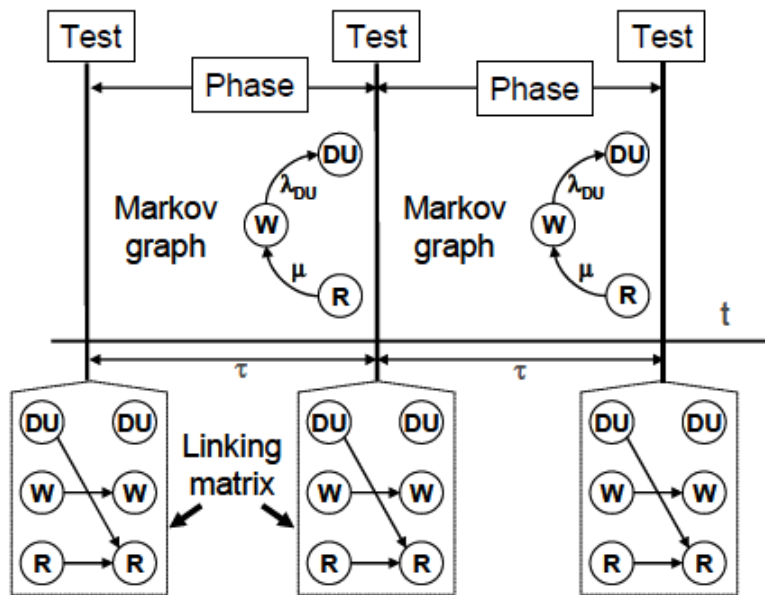 Test Test Test
Phase Phase
DU DU
λDU λDU
Markov Markov
W W
graph graph
μ μ
R R
t
τ τ
DU DU DU DU DU DU
Linking
W W W W W W
matrix
R R R R R R